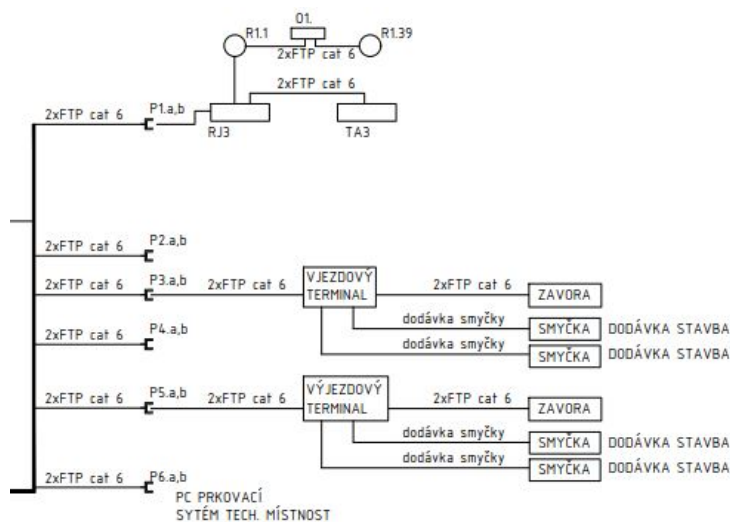 O1.
R1.1
R1.39
2xFTP cat 6
2xFTP cat 6
2xFTP cat 6
P1.a,b
RJ3
TA3
2xFTP cat 6
P2.a,b
2xFTP cat 6
P3.a,b
2xFTP cat 6
VJEZDOVÝ
TERMINAL
2xFTP cat 6
ZAVORA
dodávka smyčky
SMYČKA
DODÁVKA STAVBA
dodávka smyčky
SMYČKA
DODÁVKA STAVBA
2xFTP cat 6
P4.a,b
2xFTP cat 6
P5.a,b
2xFTP cat 6
VÝJEZDOVÝ
TERMINAL
2xFTP cat 6
ZAVORA
dodávka smyčky
SMYČKA
DODÁVKA STAVBA
dodávka smyčky
SMYČKA
DODÁVKA STAVBA
2xFTP cat 6
P6.a,b
PC PRKOVACÍ
SYTÉM TECH. MÍSTNOST